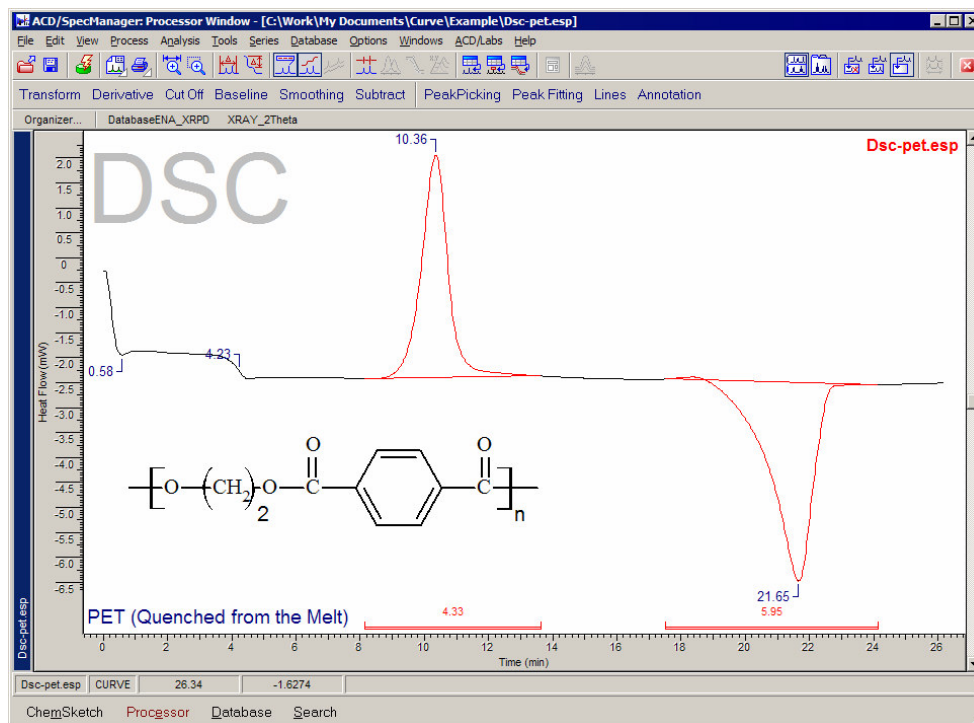 ACD/SpecManager: Processor Window - [C:\Work\My Documents\Curve\Example\Dsc-pet.esp]
File Edit View Process Analysis Tools Series Database Options Windows ACD/Labs Help
Transform Derivative Cut Off Baseline Smoothing Subtract PeakPicking Peak Fitting Lines Annotation
Organizer... DatabaseENA_XRPD XRAY_2Theta
DSC
10.36
Dsc-pet.esp
2.0
1.5
1.0
0.5
0
-0.5
-1.0
-1.5
-2.0
-2.5
-3.0
-3.5
-4.0
-4.5
-5.0
-5.5
-6.0
-6.5
Heat Flow (mW)
0.58
4.23
O O
O (CH2)2 O C C n
21.65
PET (Quenched from the Melt)
4.33
5.95
0 2 4 6 8 10 12 14 16 18 20 22 24 26
Time (min)
Dsc-pet.esp
Dsc-pet.esp CURVE 26.34 -1.6274
ChemSketch Processor Database Search